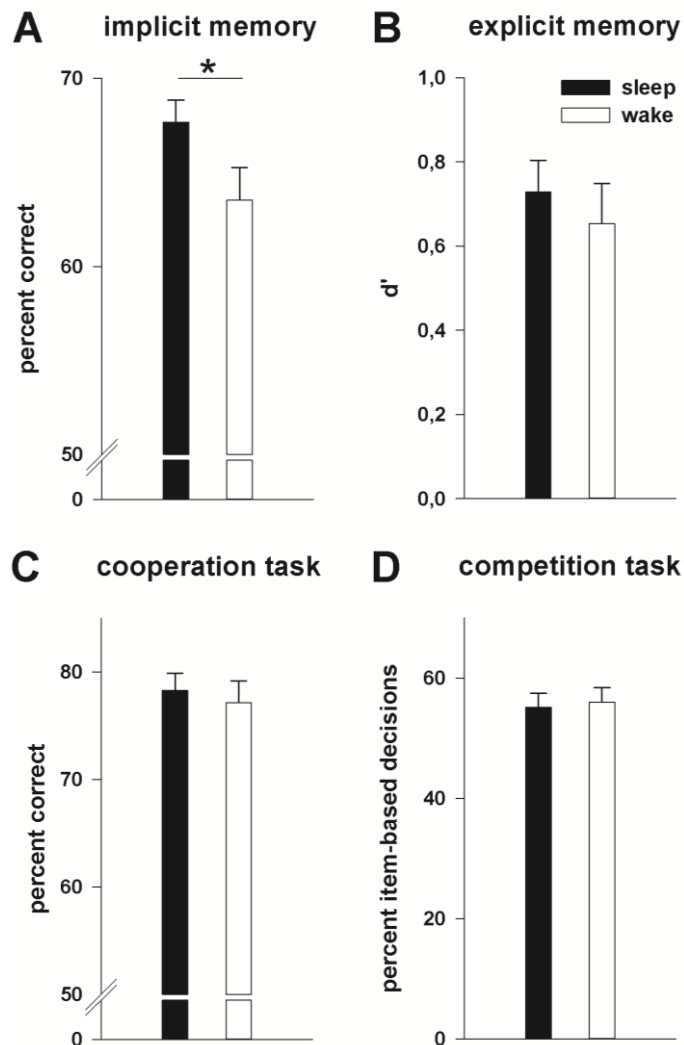 A implicit memory
*
70
60
50
0
percent correct
B explicit memory
sleep
wake
1,0
0,8
0,6
0,4
0,2
0,0
d'
C cooperation task
80
70
60
50
0
percent correct
D competition task
60
40
20
0
percent item-based decisions